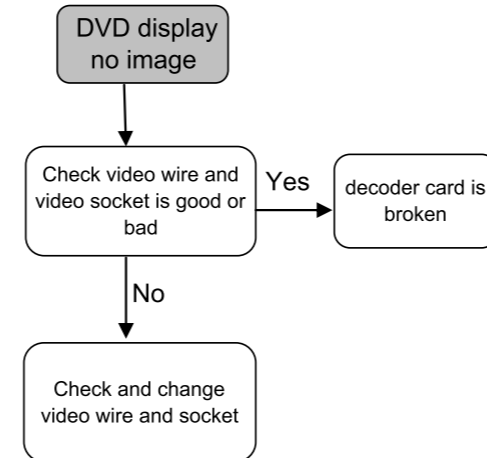 DVD display
no image
Check video wire and
video socket is good or
bad
Yes
decoder card is
broken
No
Check and change
video wire and socket